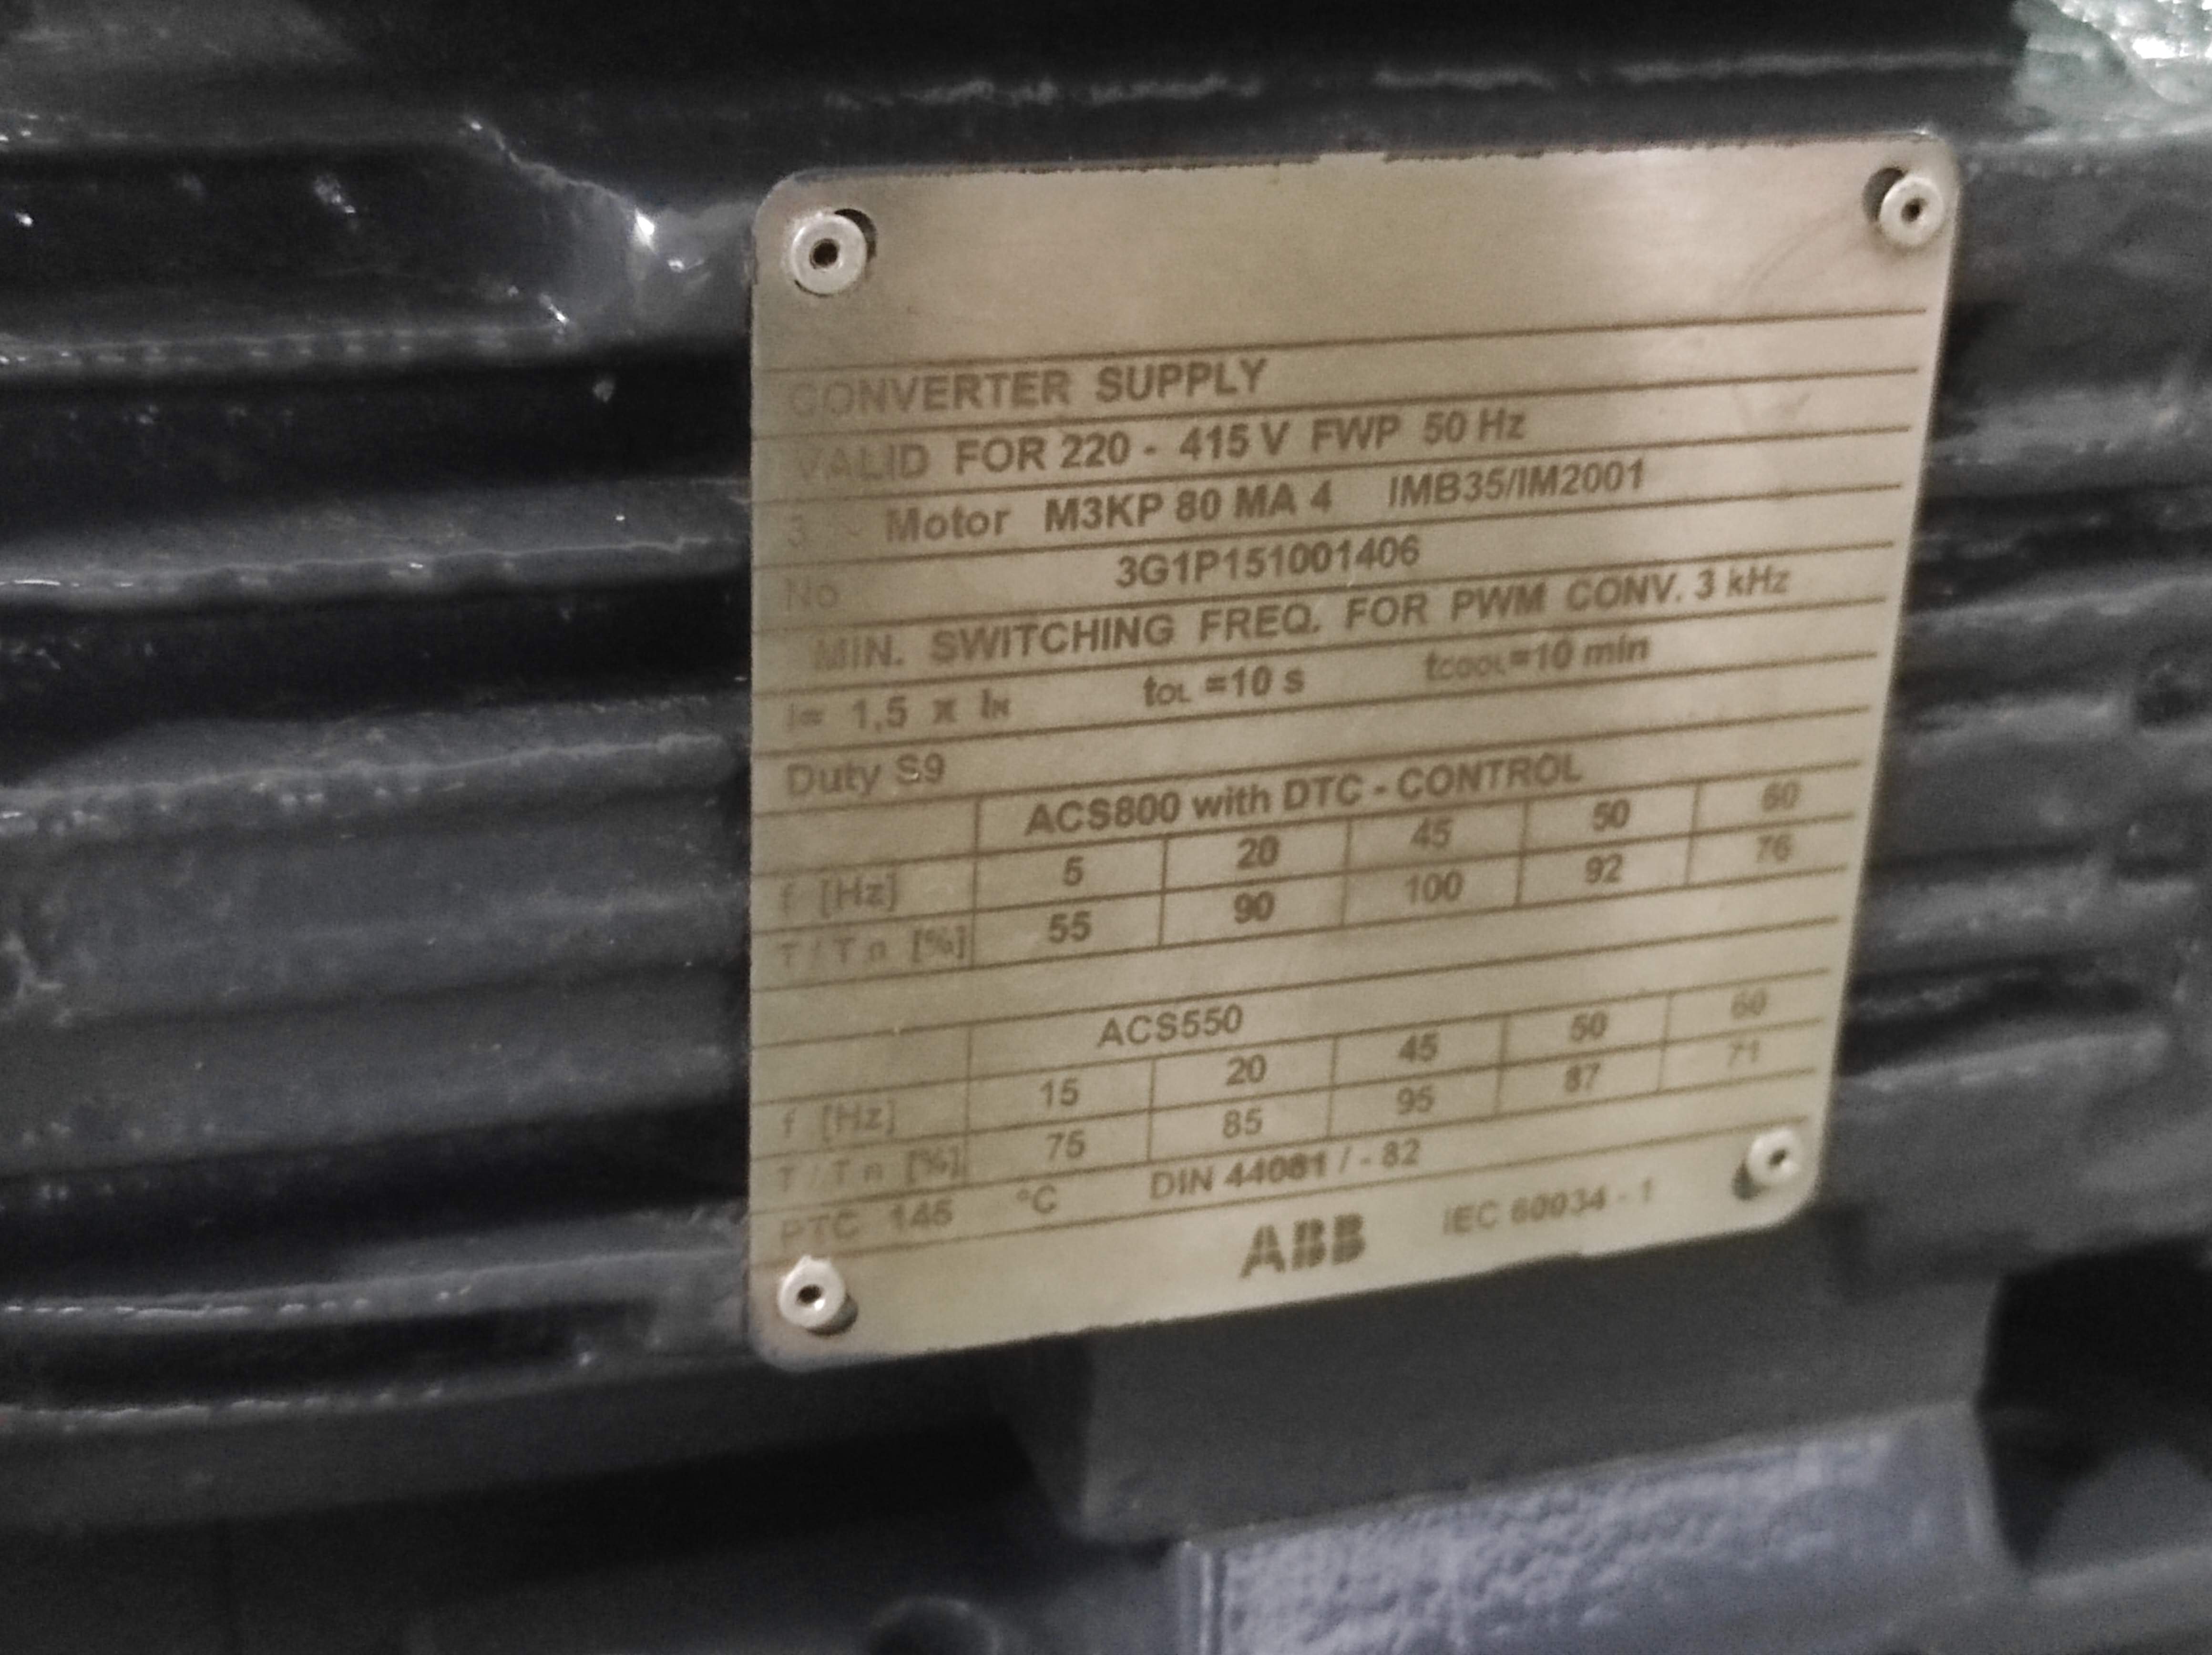 CONVERTER SUPPLY
VALID FOR 220 - 415 V FWP 50 Hz
3 ~ Motor M3KP 80 MA 4 IMB35/IM2001
No 3G1P151001406
MIN. SWITCHING FREQ. FOR PWM CONV. 3 kHz
I= 1,5 x IN tOL =10 s tCOOL=10 min
Duty S9
ACS800 with DTC - CONTROL
f [Hz] 5 20 45 50 60
T / T n [%] 55 90 100 92 76
ACS550
f [Hz] 15 20 45 50 60
T / T n [%] 75 85 95 87 71
PTC 145 °C DIN 44081 / - 82
ABB IEC 60034 - 1